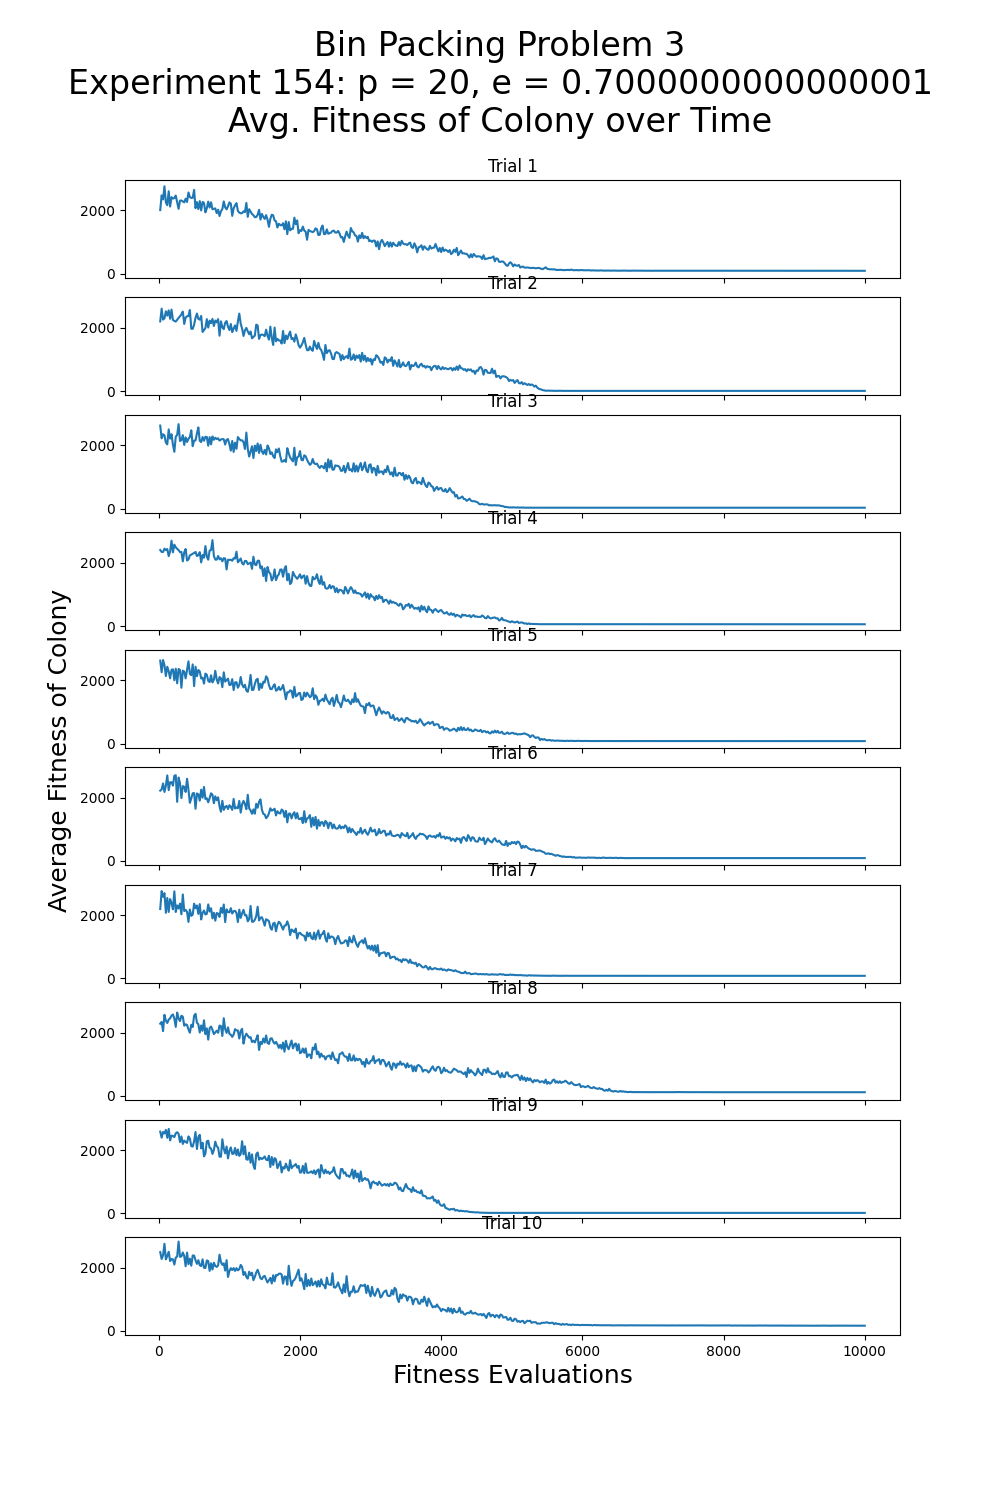 Bin Packing Problem 3
Experiment 154: p = 20, e = 0.7000000000000001
Avg. Fitness of Colony over Time
Trial 1
2000
0
Trial 2
2000
0
Trial 3
2000
0
Trial 4
2000
0
Trial 5
2000
0
Trial 6
2000
0
Trial 7
2000
0
Trial 8
2000
0
Trial 9
2000
0
Trial 10
2000
0
0 2000 4000 6000 8000 10000
Fitness Evaluations
Average Fitness of Colony